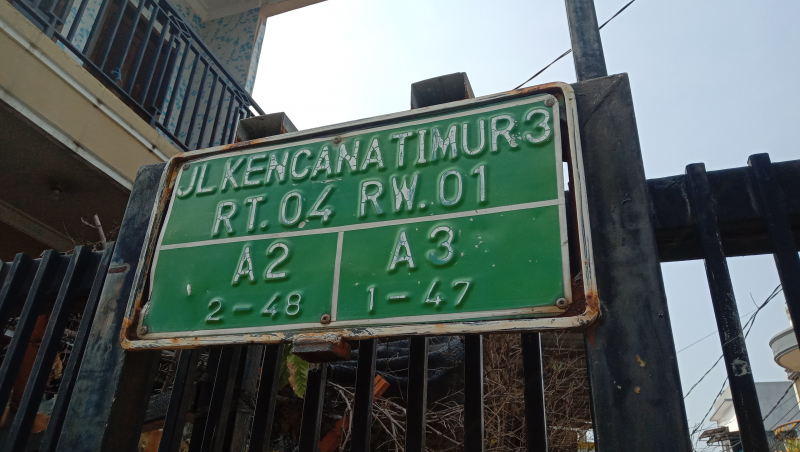 JL KENCANA TIMUR 3
RT. 04 RW. 01
A2 A3
2-48 1-47